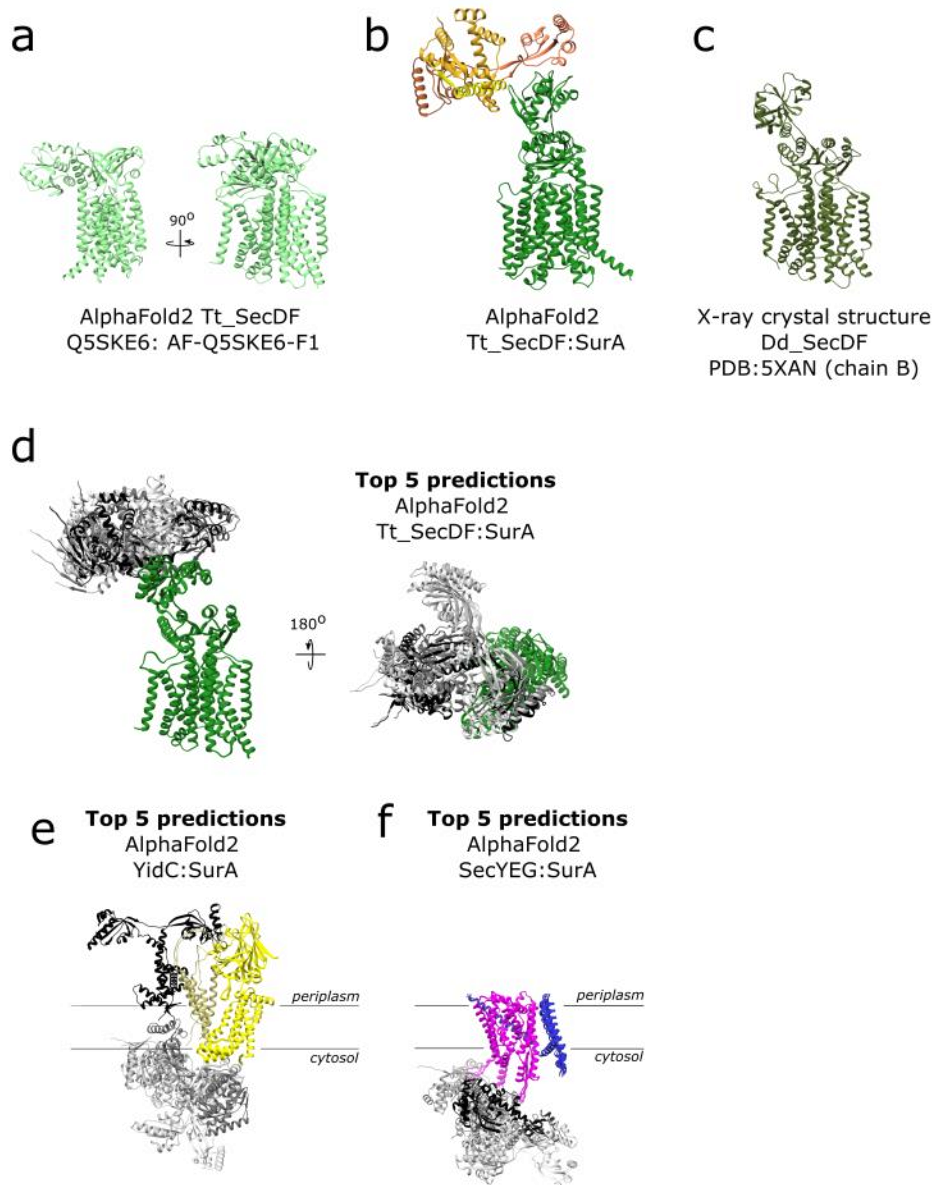 a
90°
AlphaFold2 Tt_SecDF
Q5SKE6: AF-Q5SKE6-F1
b
AlphaFold2
Tt_SecDF:SurA
c
X-ray crystal structure
Dd_SecDF
PDB:5XAN (chain B)
d
180°
Top 5 predictions
AlphaFold2
Tt_SecDF:SurA
e
Top 5 predictions
AlphaFold2
YidC:SurA
periplasm
cytosol
f
Top 5 predictions
AlphaFold2
SecYEG:SurA
periplasm
cytosol